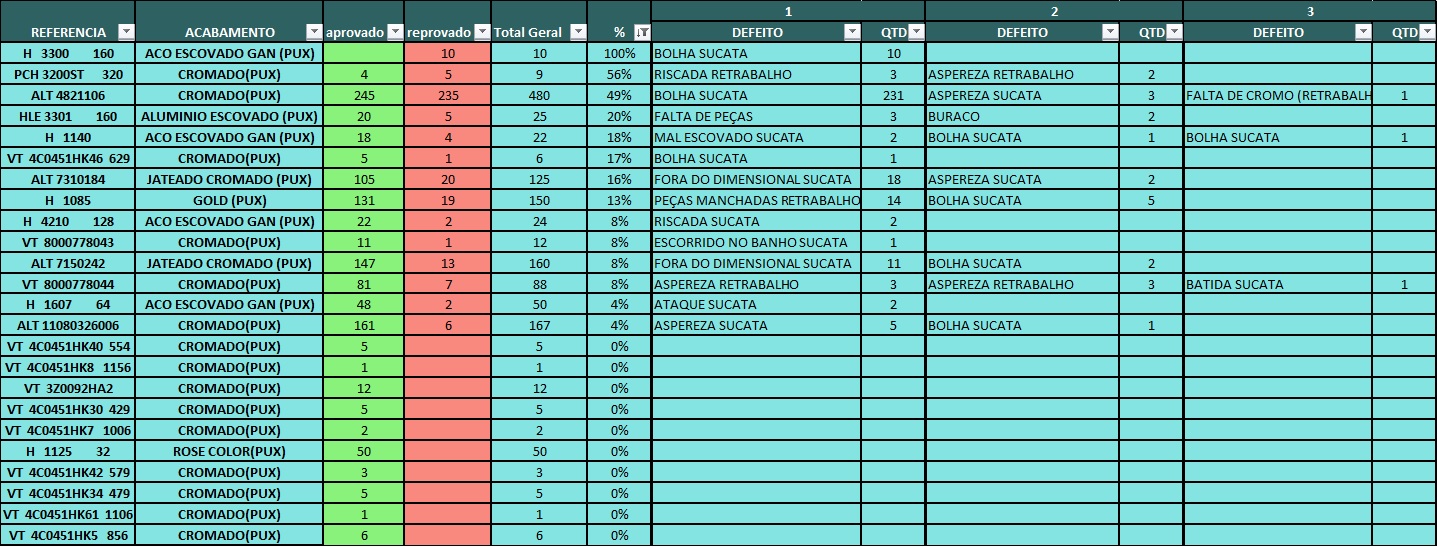 1 2 3
REFERENCIA ACABAMENTO aprovado reprovado Total Geral % DEFEITO QTD DEFEITO QTD DEFEITO QTD
H 3300 160 ACO ESCOVADO GAN (PUX) 10 10 100% BOLHA SUCATA 10
PCH 3200ST 320 CROMADO(PUX) 4 5 9 56% RISCADA RETRABALHO 3 ASPEREZA RETRABALHO 2
ALT 4821106 CROMADO(PUX) 245 235 480 49% BOLHA SUCATA 231 ASPEREZA SUCATA 3 FALTA DE CROMO (RETRABALH 1
HLE 3301 160 ALUMINIO ESCOVADO (PUX) 20 5 25 20% FALTA DE PEÇAS 3 BURACO 2
H 1140 ACO ESCOVADO GAN (PUX) 18 4 22 18% MAL ESCOVADO SUCATA 2 BOLHA SUCATA 1 BOLHA SUCATA 1
VT 4C0451HK46 629 CROMADO(PUX) 5 1 6 17% BOLHA SUCATA 1
ALT 7310184 JATEADO CROMADO (PUX) 105 20 125 16% FORA DO DIMENSIONAL SUCATA 18 ASPEREZA SUCATA 2
H 1085 GOLD (PUX) 131 19 150 13% PEÇAS MANCHADAS RETRABALHO 14 BOLHA SUCATA 5
H 4210 128 ACO ESCOVADO GAN (PUX) 22 2 24 8% RISCADA SUCATA 2
VT 8000778043 CROMADO(PUX) 11 1 12 8% ESCORRIDO NO BANHO SUCATA 1
ALT 7150242 JATEADO CROMADO (PUX) 147 13 160 8% FORA DO DIMENSIONAL SUCATA 11 BOLHA SUCATA 2
VT 8000778044 CROMADO(PUX) 81 7 88 8% ASPEREZA RETRABALHO 3 ASPEREZA RETRABALHO 3 BATIDA SUCATA 1
H 1607 64 ACO ESCOVADO GAN (PUX) 48 2 50 4% ATAQUE SUCATA 2
ALT 11080326006 CROMADO(PUX) 161 6 167 4% ASPEREZA SUCATA 5 BOLHA SUCATA 1
VT 4C0451HK40 554 CROMADO(PUX) 5 5 0%
VT 4C0451HK8 1156 CROMADO(PUX) 1 1 0%
VT 3Z0092HA2 CROMADO(PUX) 12 12 0%
VT 4C0451HK30 429 CROMADO(PUX) 5 5 0%
VT 4C0451HK7 1006 CROMADO(PUX) 2 2 0%
H 1125 32 ROSE COLOR(PUX) 50 50 0%
VT 4C0451HK42 579 CROMADO(PUX) 3 3 0%
VT 4C0451HK34 479 CROMADO(PUX) 5 5 0%
VT 4C0451HK61 1106 CROMADO(PUX) 1 1 0%
VT 4C0451HK5 856 CROMADO(PUX) 6 6 0%